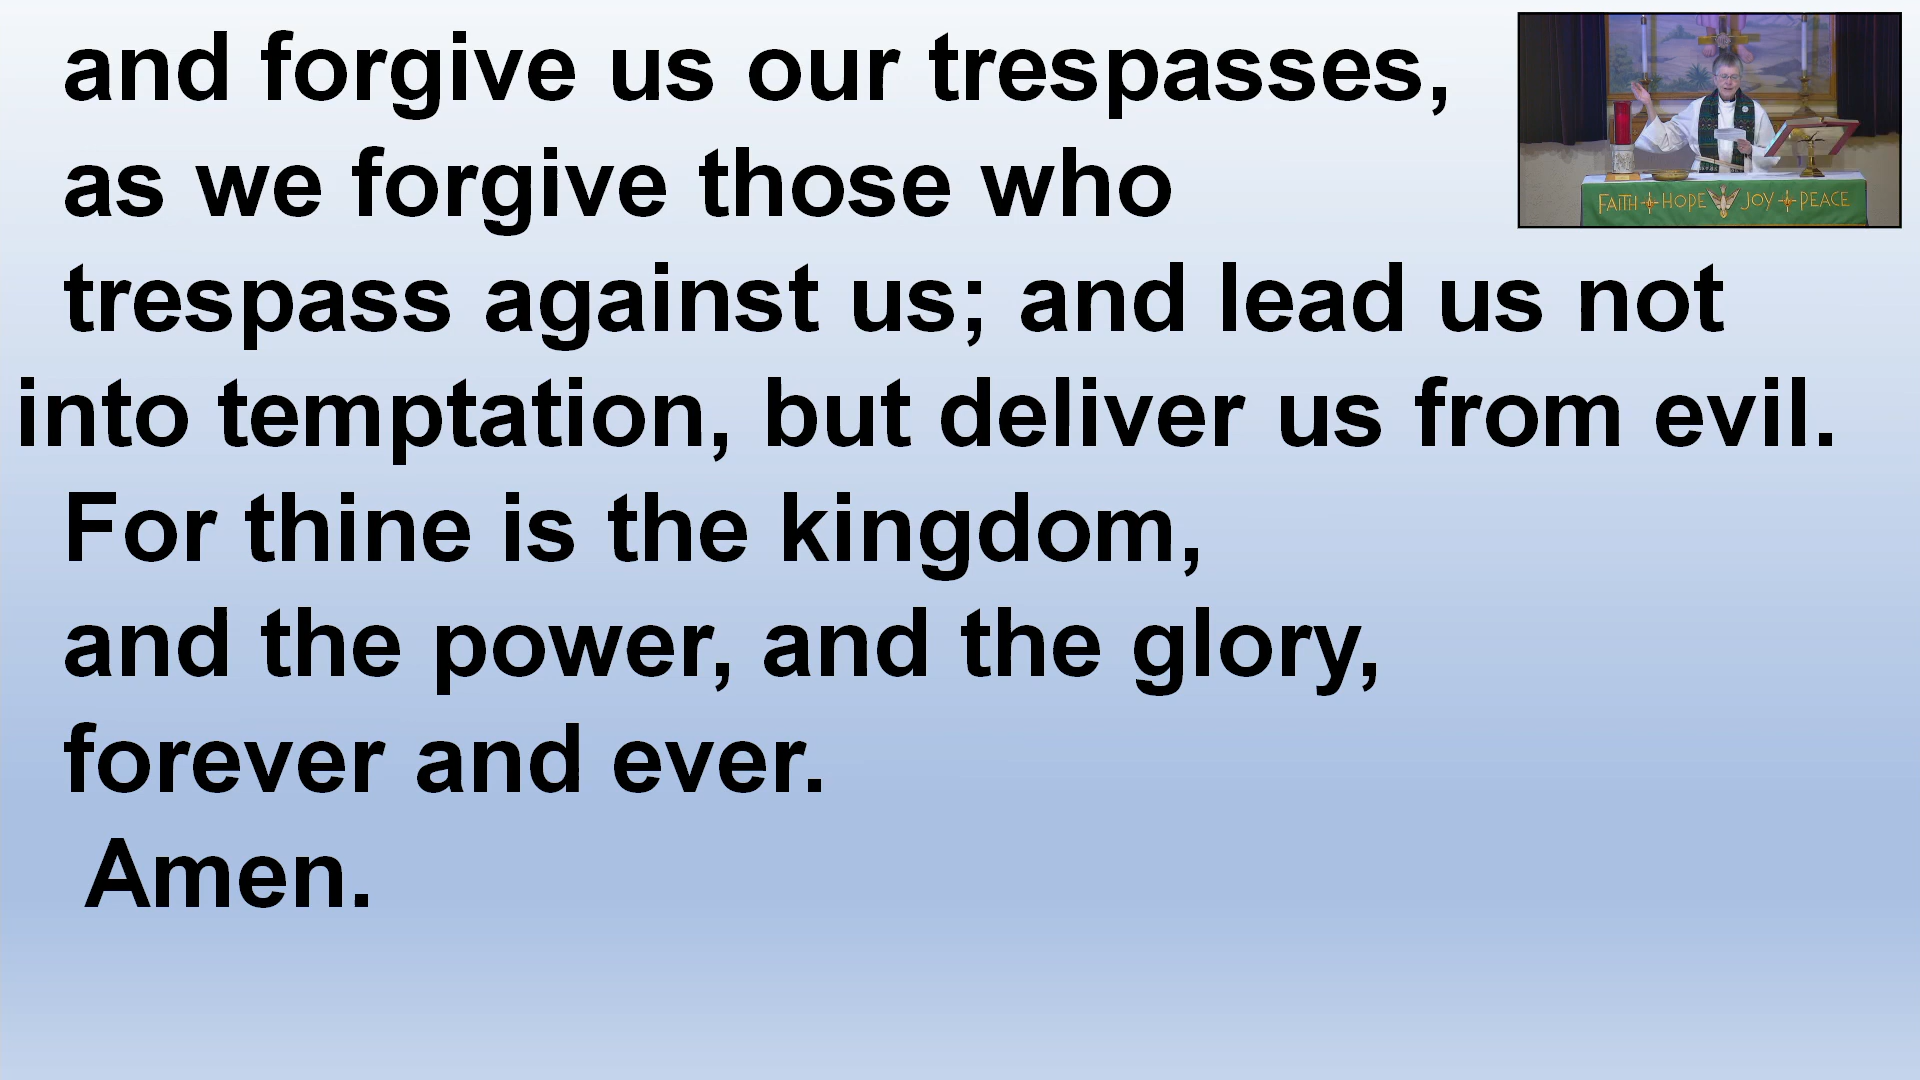 and forgive us our trespasses,
as we forgive those who
trespass against us; and lead us not
into temptation, but deliver us from evil.
For thine is the kingdom,
and the power, and the glory,
forever and ever.
Amen.
FAITH HOPE JOY PEACE